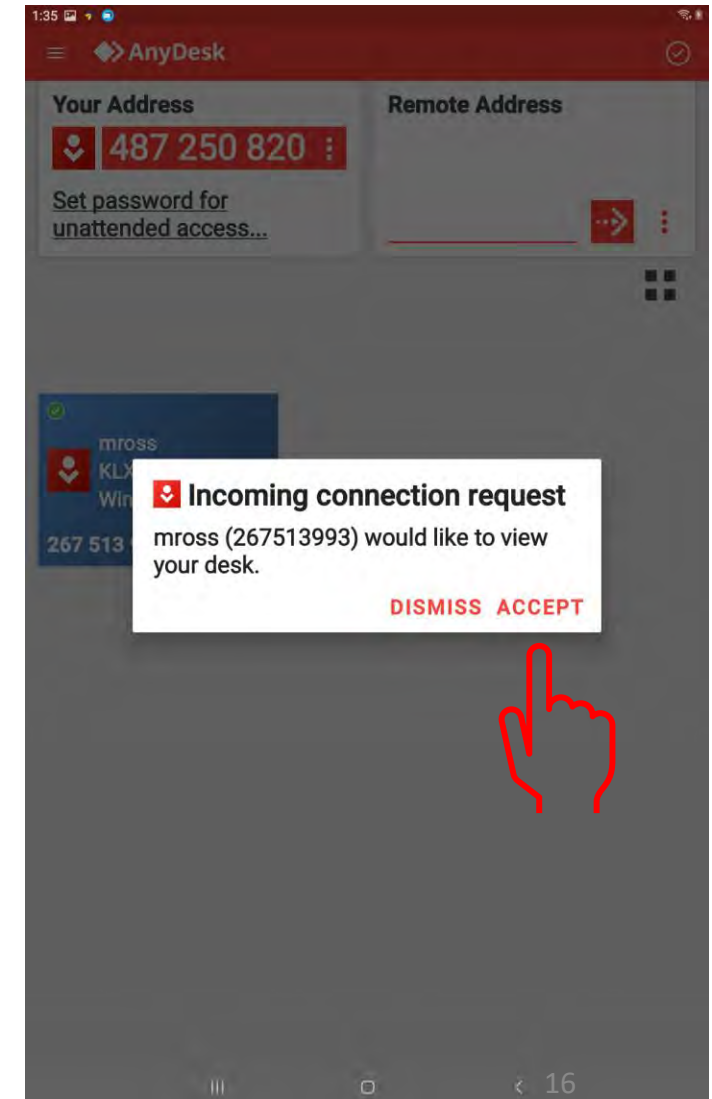 1:35
AnyDesk
Your Address
Remote Address
487 250 820
Set password for
unattended access...
mross
KLX
Win
267 513
Incoming connection request
mross (267513993) would like to view
your desk.
DISMISS ACCEPT
16